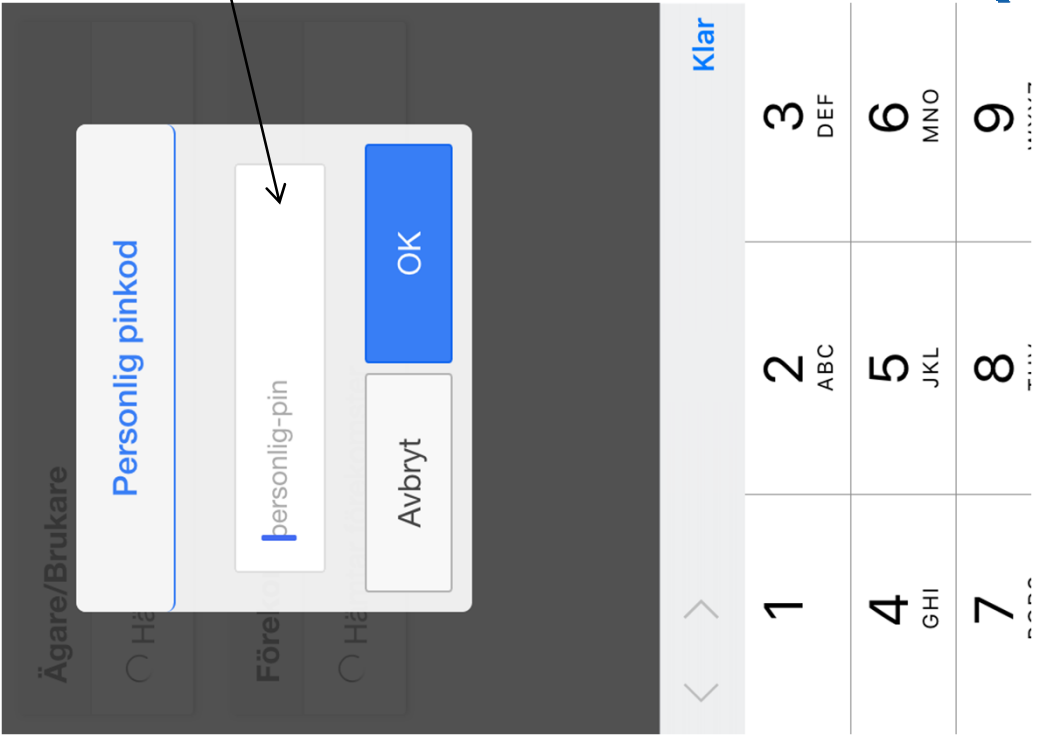 Ägare/Brukare
Personlig pinkod
personlig-pin
Avbryt
OK
Klar
1
2
ABC
3
DEF
4
GHI
5
JKL
6
MNO
7
8
9